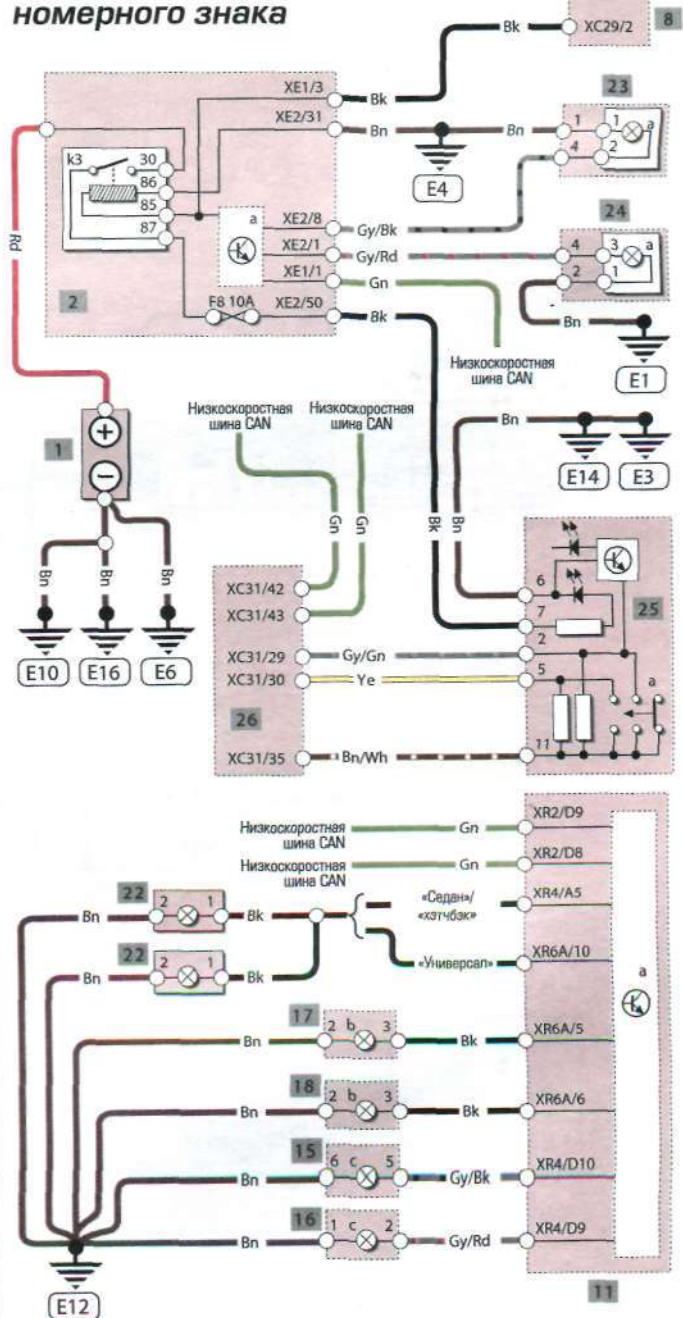 номерного знака
Bk
XC29/2
8
XE1/3
Bk
23
XE2/31
Bn
Bn
1
1
a
4
2
k3
30
86
85
87
E4
a
XE2/8
Gy/Bk
24
XE2/1
Gy/Rd
4
3
a
XE1/1
Gn
2
1
Rd
2
F8 10A
XE2/50
Bk
Bn
Низкоскоростная
шина CAN
E1
Низкоскоростная
шина CAN
Низкоскоростная
шина CAN
Bn
1
E14
E3
Gn
Gn
Bk
Bn
Bn
Bn
Bn
XC31/42
6
25
XC31/43
7
E10
E16
E6
XC31/29
Gy/Gn
2
XC31/30
Ye
5
a
26
XC31/35
Bn/Wh
11
XR2/D9
Низкоскоростная
шина CAN
Gn
XR2/D8
Низкоскоростная
шина CAN
Gn
22
«Седан»/
«хэтчбэк»
XR4/A5
Bn
2
1
Bk
22
«Универсал»
XR6A/10
Bn
2
1
Bk
a
17
XR6A/5
Bn
2
b
3
Bk
18
XR6A/6
Bn
2
b
3
Bk
15
XR4/D10
Bn
6
c
5
Gy/Bk
16
XR4/D9
Bn
1
c
2
Gy/Rd
E12
11